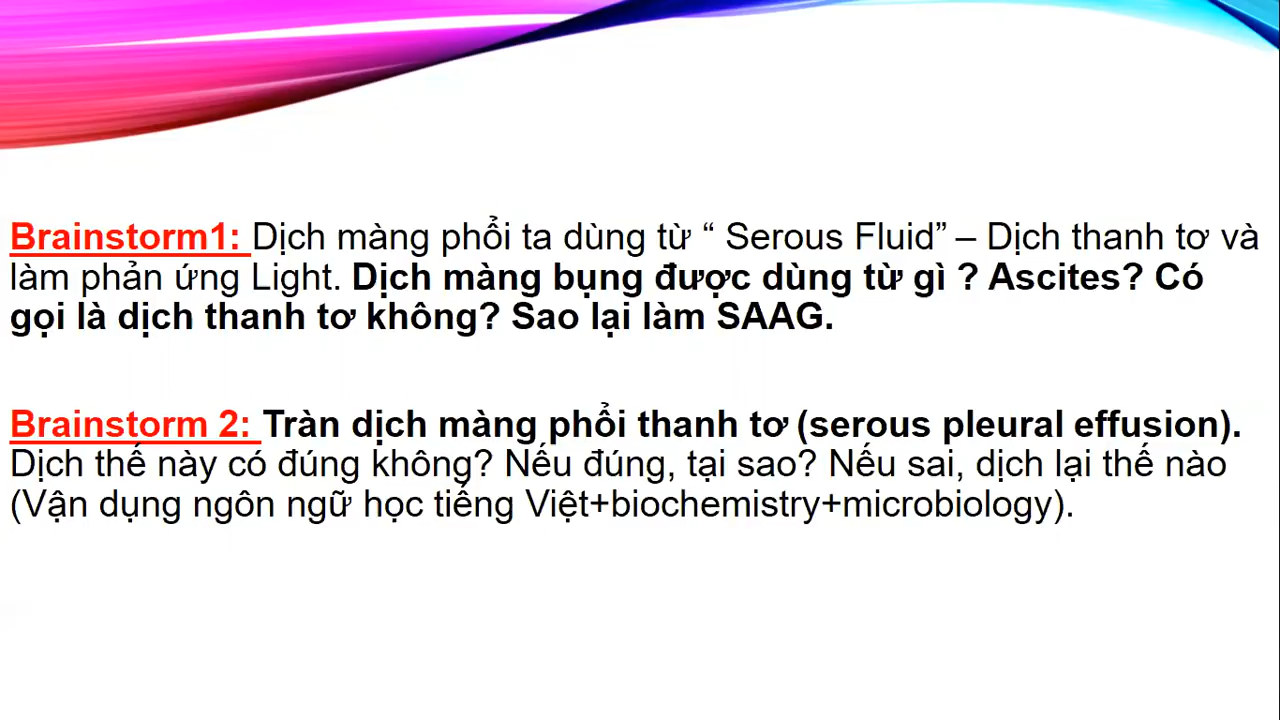 Brainstorm1: Dịch màng phổi ta dùng từ “ Serous Fluid” – Dịch thanh tơ và
làm phản ứng Light. Dịch màng bụng được dùng từ gì ? Ascites? Có
gọi là dịch thanh tơ không? Sao lại làm SAAG.
Brainstorm 2: Tràn dịch màng phổi thanh tơ (serous pleural effusion).
Dịch thế này có đúng không? Nếu đúng, tại sao? Nếu sai, dịch lại thế nào
(Vận dụng ngôn ngữ học tiếng Việt+biochemistry+microbiology).